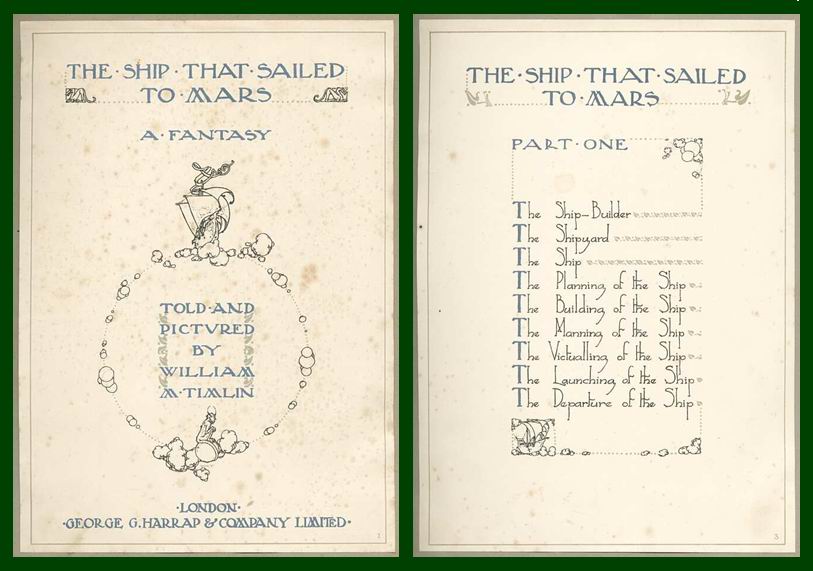 THE·SHIP·THAT·SAILED
TO·MARS
A·FANTASY
TOLD·AND
PICTURED
BY
WILLIAM
M·TIMLIN
·LONDON·
·GEORGE G.HARRAP & COMPANY LIMITED·
1
THE·SHIP·THAT·SAILED
TO·MARS
PART·ONE
The Ship-Builder
The Shipyard
The Ship
The Planning of the Ship
The Building of the Ship
The Manning of the Ship
The Victualling of the Ship
The Launching of the Ship
The Departure of the Ship
3